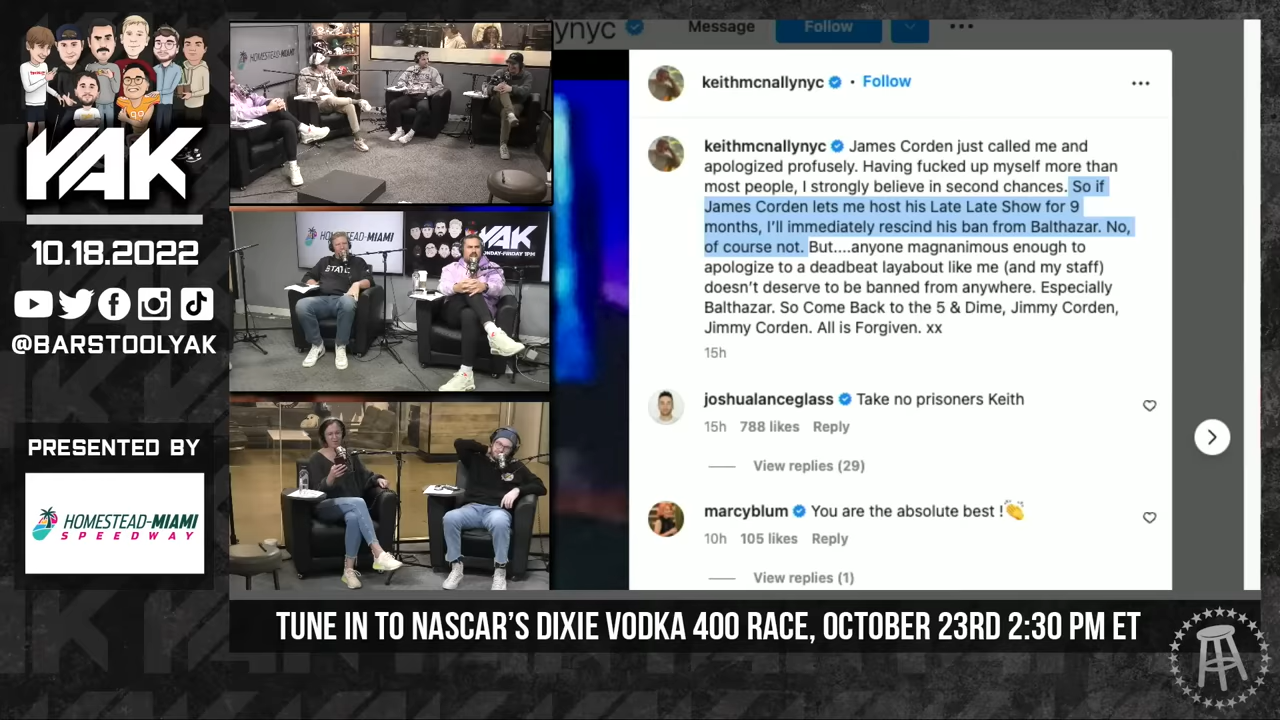 YAK
10.18.2022
@BARSTOOLYAK
PRESENTED BY
HOMESTEAD-MIAMI
SPEEDWAY
HOMESTEAD-MIAMI
YAK
MONDAY-FRIDAY 1PM
ynyc
Message
Follow
keithmcnallynyc • Follow
keithmcnallynyc James Corden just called me and
apologized profusely. Having fucked up myself more than
most people, I strongly believe in second chances. So if
James Corden lets me host his Late Late Show for 9
months, I'll immediately rescind his ban from Balthazar. No,
of course not. But....anyone magnanimous enough to
apologize to a deadbeat layabout like me (and my staff)
doesn't deserve to be banned from anywhere. Especially
Balthazar. So Come Back to the 5 & Dime, Jimmy Corden,
Jimmy Corden. All is Forgiven. xx
15h
joshualanceglass Take no prisoners Keith
15h 788 likes Reply
View replies (29)
marcyblum You are the absolute best !👏
10h 105 likes Reply
View replies (1)
TUNE IN TO NASCAR'S DIXIE VODKA 400 RACE, OCTOBER 23RD 2:30 PM ET